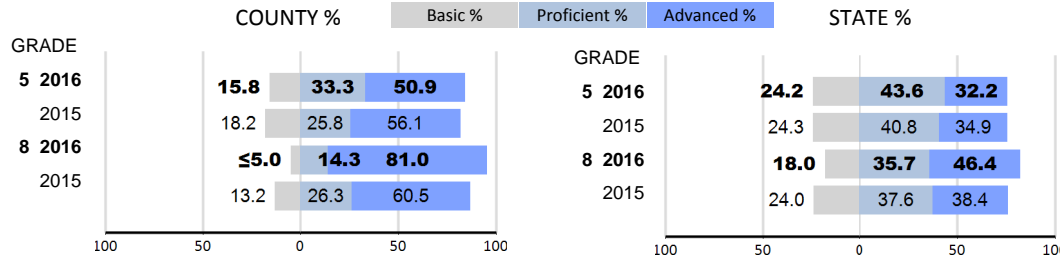 COUNTY % Basic % Proficient % Advanced % STATE %
GRADE
5 2016 15.8 33.3 50.9
2015 18.2 25.8 56.1
8 2016 ≤5.0 14.3 81.0
2015 13.2 26.3 60.5
100 50 0 50 100
GRADE
5 2016 24.2 43.6 32.2
2015 24.3 40.8 34.9
8 2016 18.0 35.7 46.4
2015 24.0 37.6 38.4
100 50 0 50 100